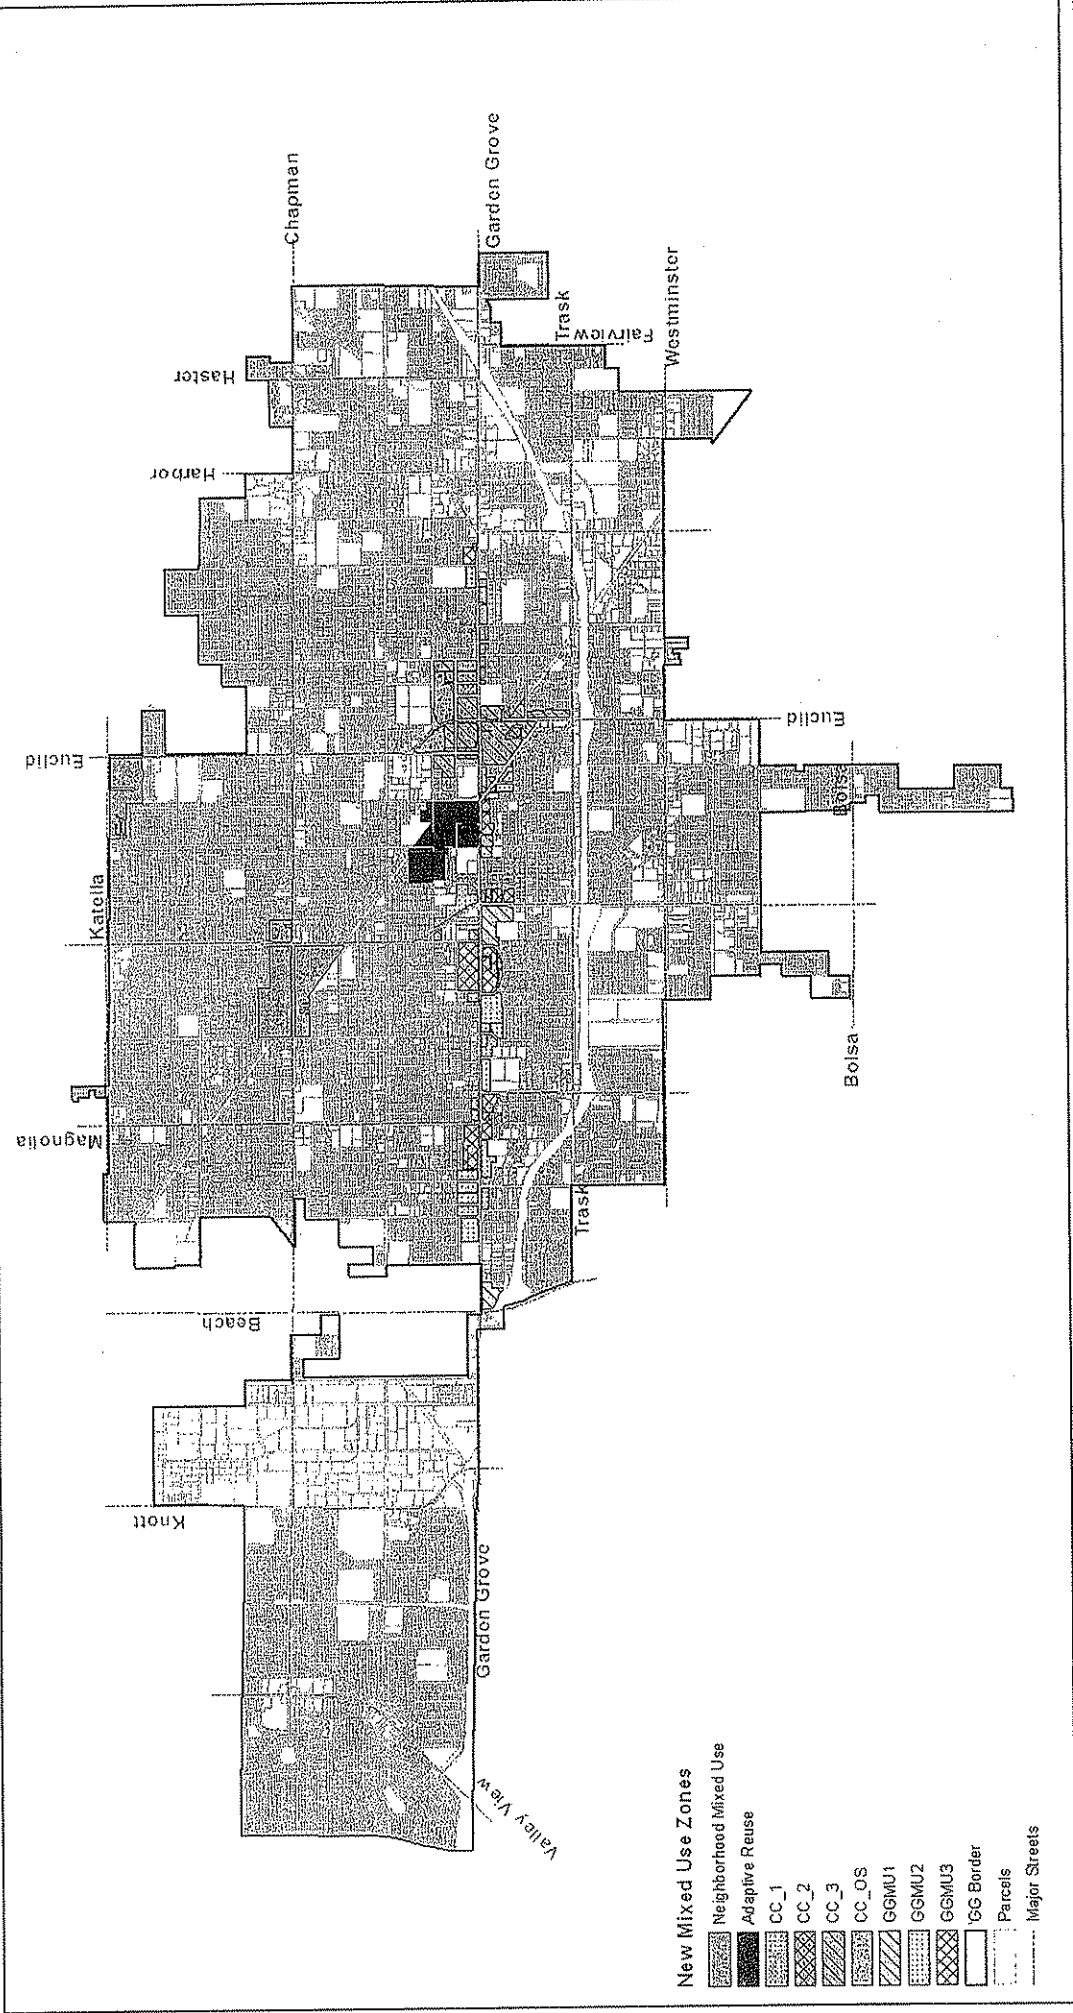 Chapman
Garden Grove
Trask
Fairview
Westminster
Haster
Harbor
Euclid
Euclid
Katella
Bolsa
Magnolia
Bolsa
Trask
Beach
Knott
Garden Grove
Valley View
New Mixed Use Zones
Neighborhood Mixed Use
Adaptive Reuse
CC_1
CC_2
CC_3
CC_OS
GGMU1
GGMU2
GGMU3
GG Border
Parcels
Major Streets